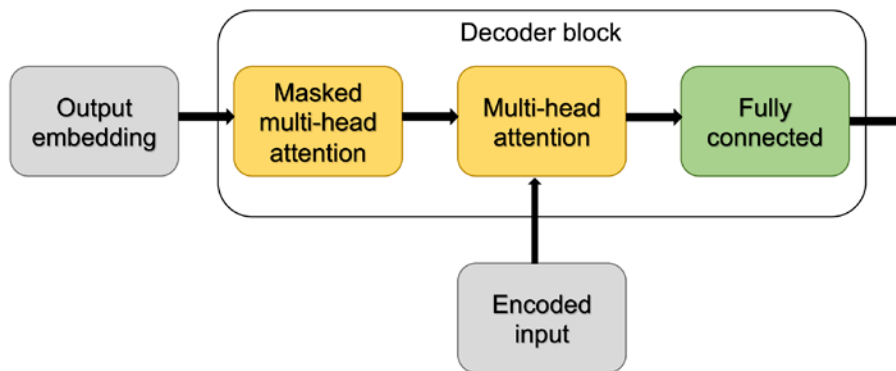 Decoder block
Output
embedding
Masked
multi-head
attention
Multi-head
attention
Fully
connected
Encoded
input